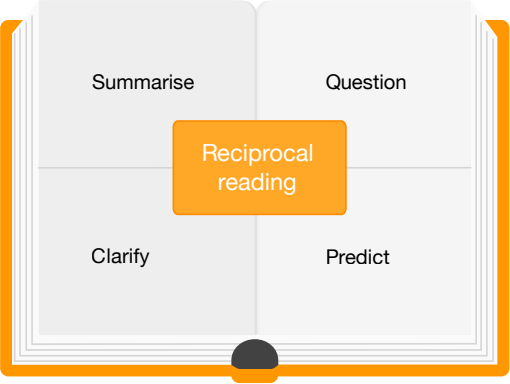 Summarise
Question
Reciprocal
reading
Clarify
Predict